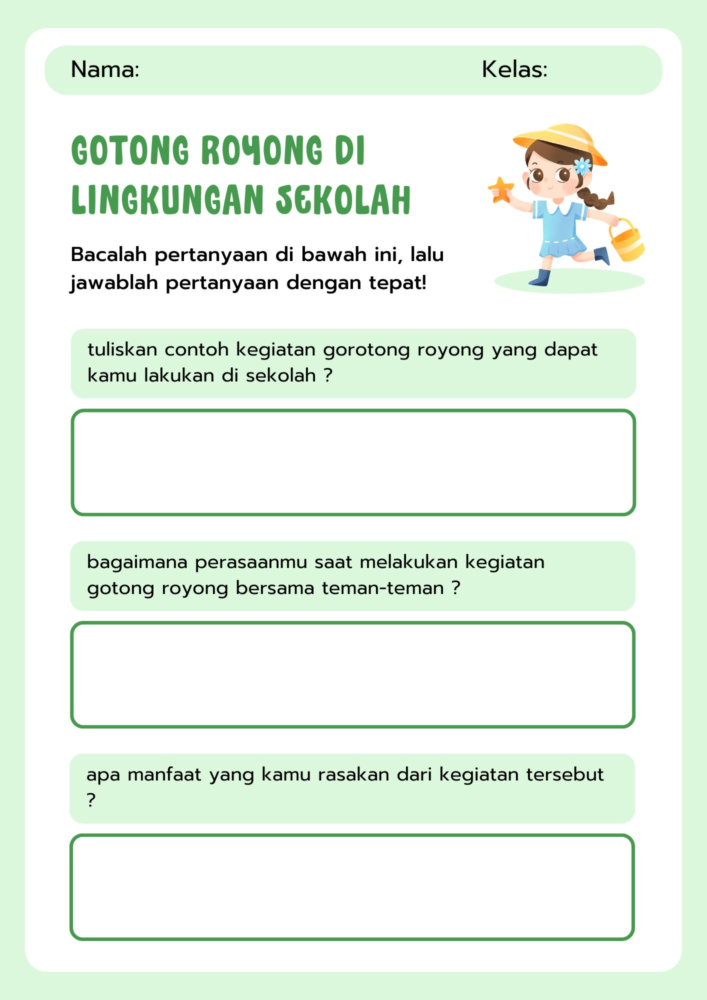 Nama:
Kelas:
GOTONG ROYONG DI
LINGKUNGAN SEKOLAH
Bacalah pertanyaan di bawah ini, lalu
jawablah pertanyaan dengan tepat!
tuliskan contoh kegiatan gorotong royong yang dapat
kamu lakukan di sekolah ?
bagaimana perasaanmu saat melakukan kegiatan
gotong royong bersama teman-teman ?
apa manfaat yang kamu rasakan dari kegiatan tersebut
?